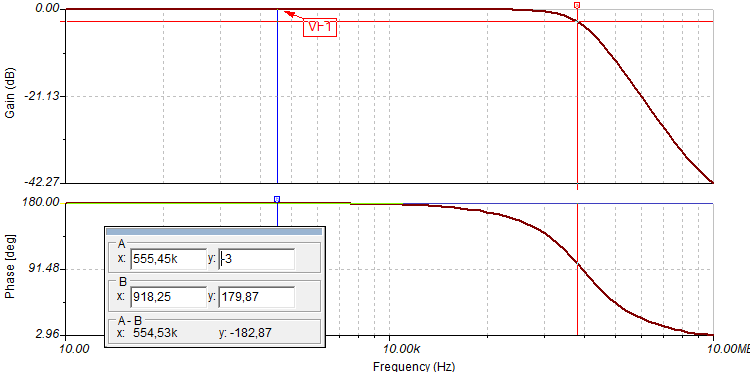 0.00
VF1
Gain (dB)
-21.13
-42.27
180.00
Phase [deg]
91.48
2.96
A
x: 555,45k y: -3
B
x: 918,25 y: 179,87
A - B
x: 554,53k y: -182,87
10.00 10.00k 10.00ME
Frequency (Hz)